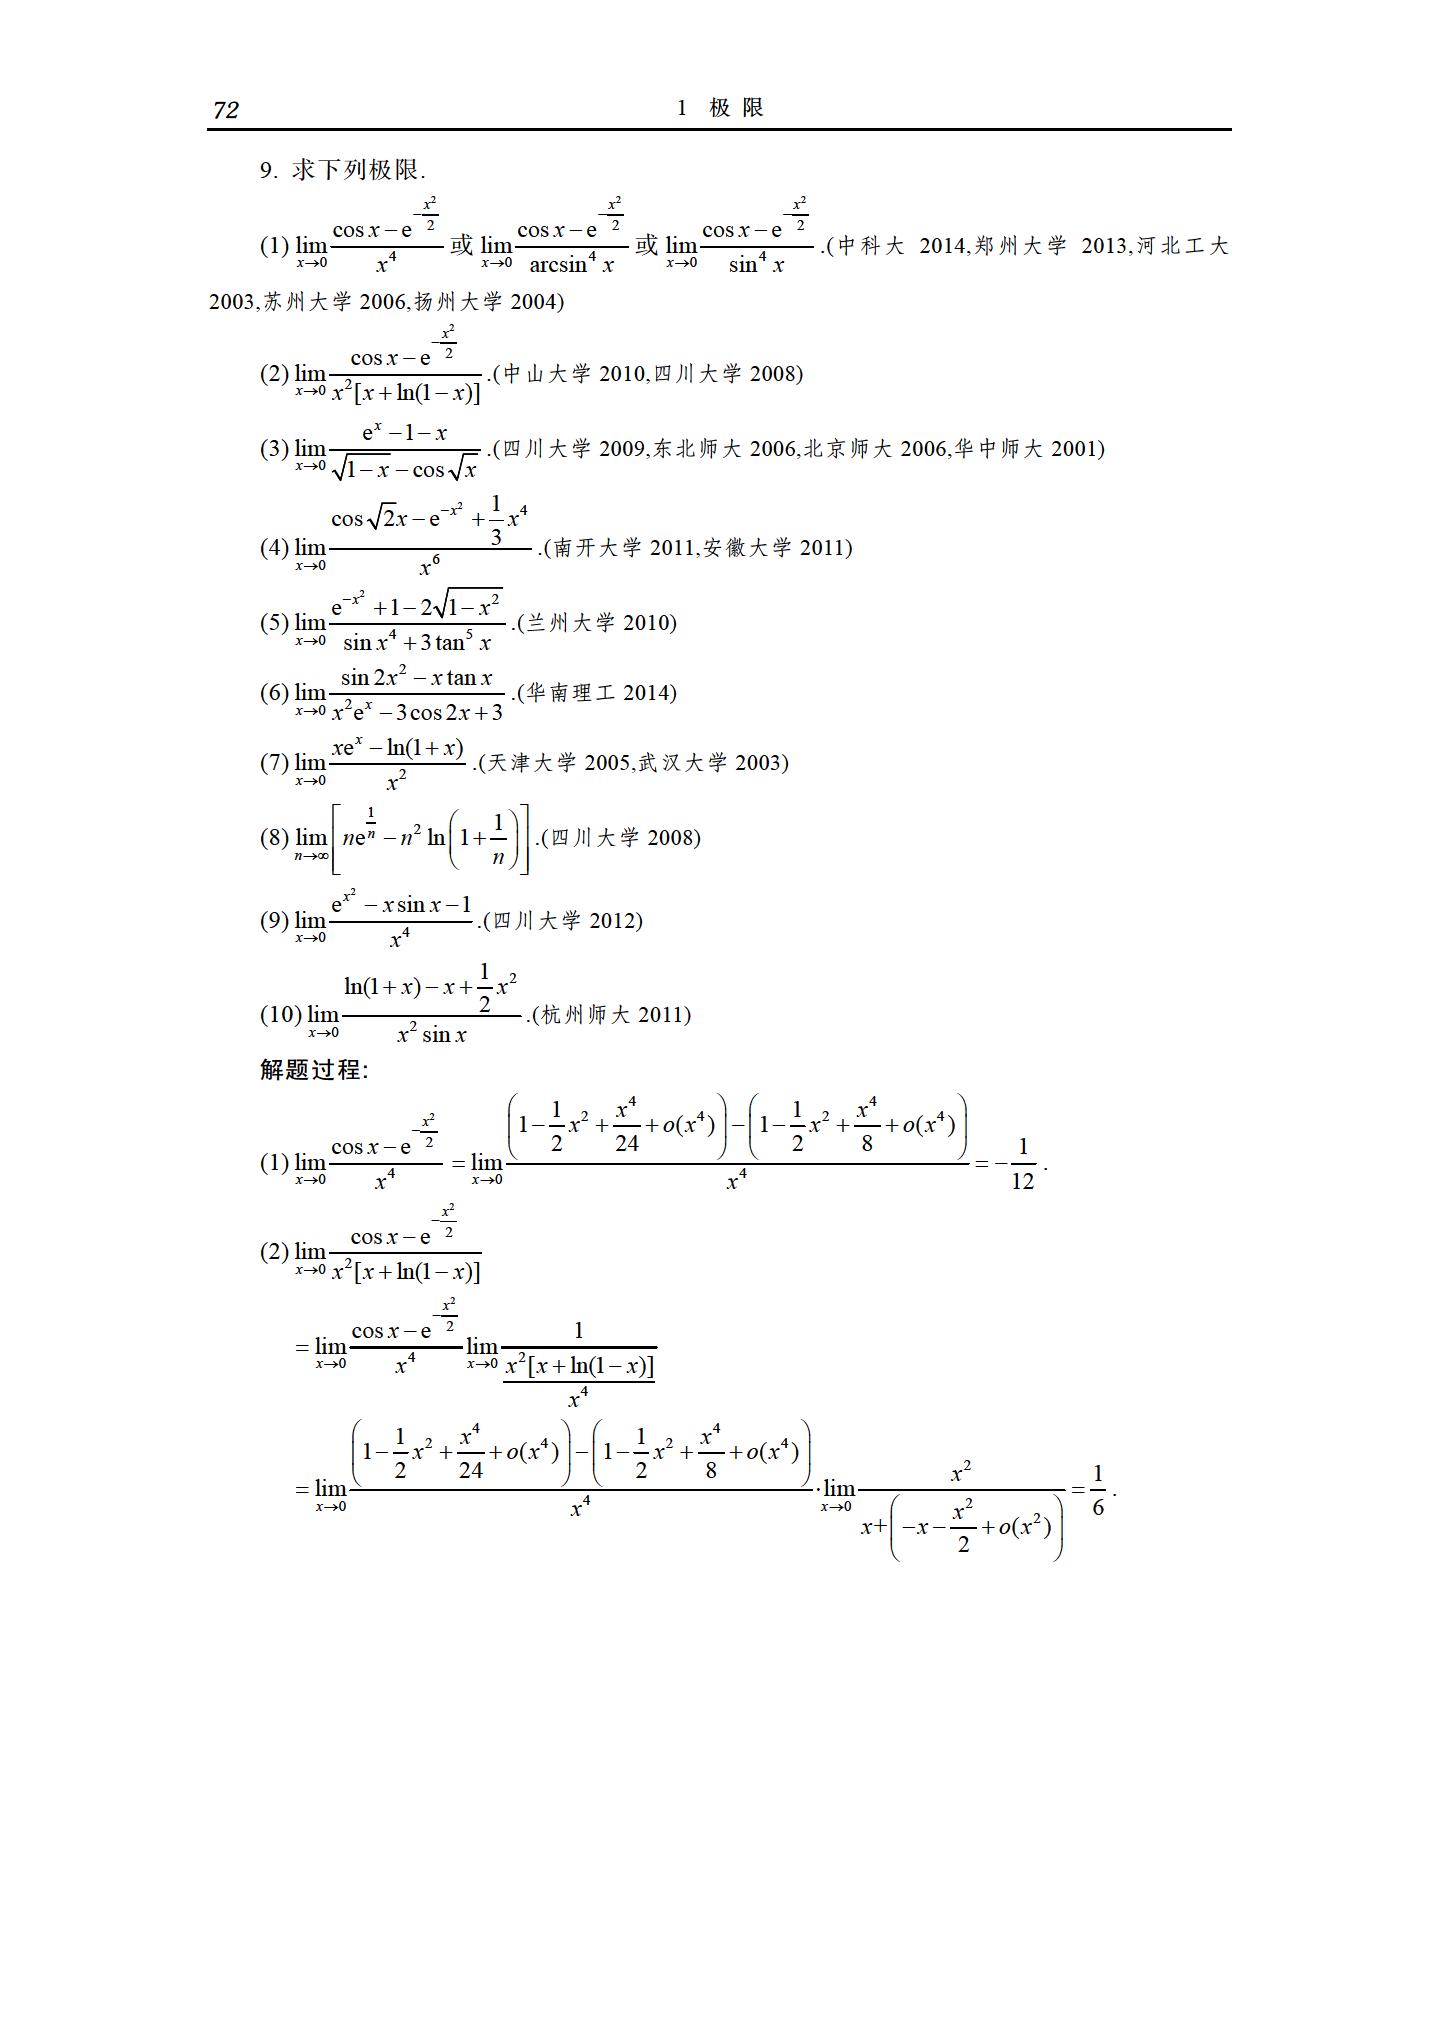 72 1 极 限
9. 求下列极限.
(1) $\lim_{x\to0}\frac{\cos x-e^{-\frac{x^2}{2}}}{x^4}$ 或 $\lim_{x\to0}\frac{\cos x-e^{-\frac{x^2}{2}}}{\arcsin^4 x}$ 或 $\lim_{x\to0}\frac{\cos x-e^{-\frac{x^2}{2}}}{\sin^4 x}$ .(中科大 2014,郑州大学 2013,河北工大
2003,苏州大学 2006,扬州大学 2004)
(2) $\lim_{x\to0}\frac{\cos x-e^{-\frac{x^2}{2}}}{x^2[x+\ln(1-x)]}$ .(中山大学 2010,四川大学 2008)
(3) $\lim_{x\to0}\frac{e^x-1-x}{\sqrt{1-x}-\cos\sqrt{x}}$ .(四川大学 2009,东北师大 2006,北京师大 2006,华中师大 2001)
(4) $\lim_{x\to0}\frac{\cos\sqrt{2}x-e^{-x^2}+\frac{1}{3}x^4}{x^6}$ .(南开大学 2011,安徽大学 2011)
(5) $\lim_{x\to0}\frac{e^{-x^2}+1-2\sqrt{1-x^2}}{\sin x^4+3\tan^5 x}$ .(兰州大学 2010)
(6) $\lim_{x\to0}\frac{\sin 2x^2-x\tan x}{x^2e^x-3\cos 2x+3}$ .(华南理工 2014)
(7) $\lim_{x\to0}\frac{xe^x-\ln(1+x)}{x^2}$ .(天津大学 2005,武汉大学 2003)
(8) $\lim_{n\to\infty}\left[ne^{\frac{1}{n}}-n^2\ln\left(1+\frac{1}{n}\right)\right]$ .(四川大学 2008)
(9) $\lim_{x\to0}\frac{e^{x^2}-x\sin x-1}{x^4}$ .(四川大学 2012)
(10) $\lim_{x\to0}\frac{\ln(1+x)-x+\frac{1}{2}x^2}{x^2\sin x}$ .(杭州师大 2011)
解题过程:
(1) $\lim_{x\to0}\frac{\cos x-e^{-\frac{x^2}{2}}}{x^4}=\lim_{x\to0}\frac{\left(1-\frac{1}{2}x^2+\frac{x^4}{24}+o(x^4)\right)-\left(1-\frac{1}{2}x^2+\frac{x^4}{8}+o(x^4)\right)}{x^4}=-\frac{1}{12}$ .
(2) $\lim_{x\to0}\frac{\cos x-e^{-\frac{x^2}{2}}}{x^2[x+\ln(1-x)]}$
$=\lim_{x\to0}\frac{\cos x-e^{-\frac{x^2}{2}}}{x^4}\lim_{x\to0}\frac{1}{\frac{x^2[x+\ln(1-x)]}{x^4}}$
$=\lim_{x\to0}\frac{\left(1-\frac{1}{2}x^2+\frac{x^4}{24}+o(x^4)\right)-\left(1-\frac{1}{2}x^2+\frac{x^4}{8}+o(x^4)\right)}{x^4}\cdot\lim_{x\to0}\frac{x^2}{x+\left(-x-\frac{x^2}{2}+o(x^2)\right)}=\frac{1}{6}$ .